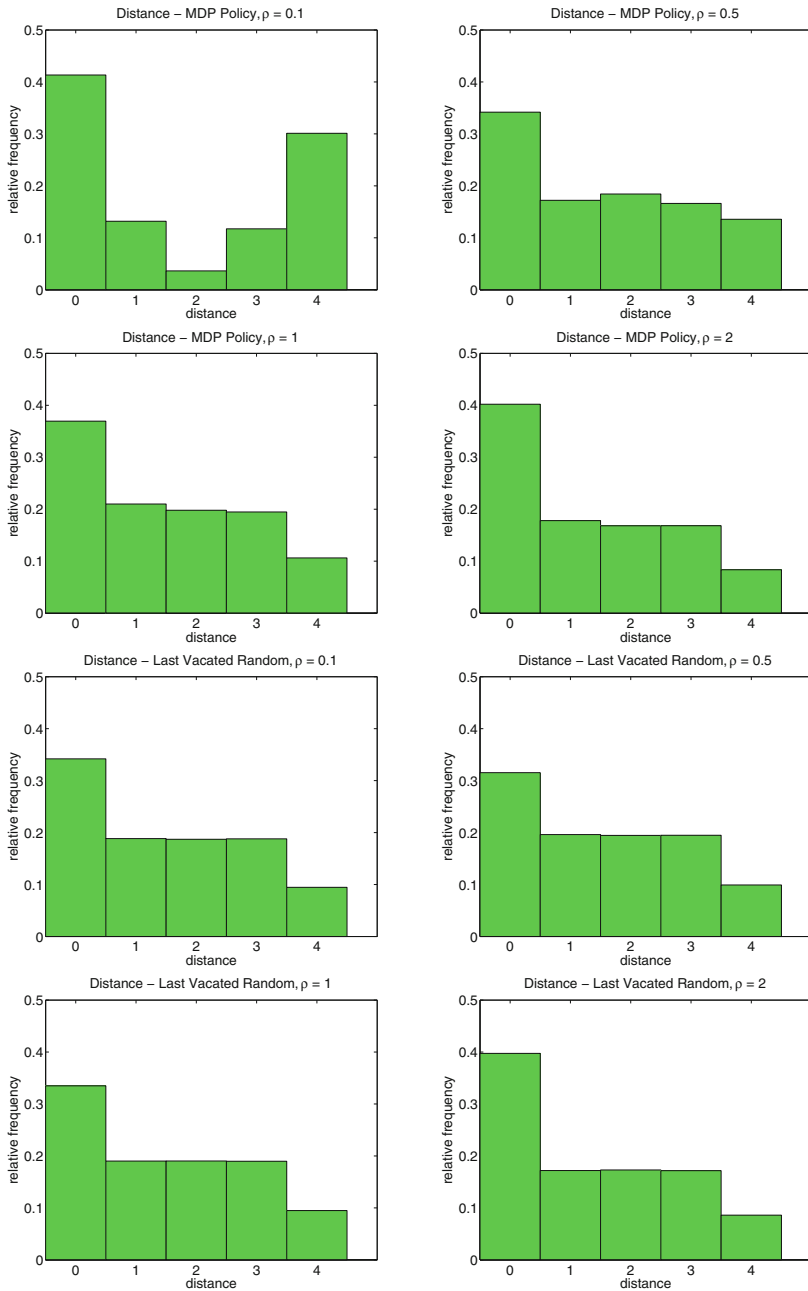 Distance – MDP Policy, ρ = 0.1
0.5
0.4
0.3
0.2
0.1
0
relative frequency
0 1 2 3 4
distance
Distance – MDP Policy, ρ = 0.5
0.5
0.4
0.3
0.2
0.1
0
relative frequency
0 1 2 3 4
distance
Distance – MDP Policy, ρ = 1
0.5
0.4
0.3
0.2
0.1
0
relative frequency
0 1 2 3 4
distance
Distance – MDP Policy, ρ = 2
0.5
0.4
0.3
0.2
0.1
0
relative frequency
0 1 2 3 4
distance
Distance – Last Vacated Random, ρ = 0.1
0.5
0.4
0.3
0.2
0.1
0
relative frequency
0 1 2 3 4
distance
Distance – Last Vacated Random, ρ = 0.5
0.5
0.4
0.3
0.2
0.1
0
relative frequency
0 1 2 3 4
distance
Distance – Last Vacated Random, ρ = 1
0.5
0.4
0.3
0.2
0.1
0
relative frequency
0 1 2 3 4
distance
Distance – Last Vacated Random, ρ = 2
0.5
0.4
0.3
0.2
0.1
0
relative frequency
0 1 2 3 4
distance